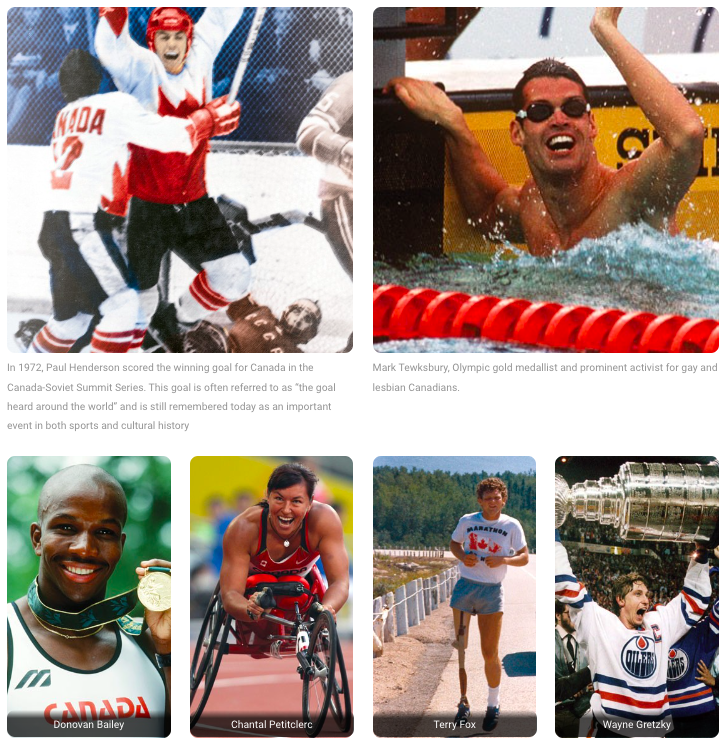 CANADA
In 1972, Paul Henderson scored the winning goal for Canada in the
Canada-Soviet Summit Series. This goal is often referred to as “the goal
heard around the world” and is still remembered today as an important
event in both sports and cultural history
Mark Tewksbury, Olympic gold medallist and prominent activist for gay and
lesbian Canadians.
CANADA
Donovan Bailey
Chantal Petitclerc
MARATHON
Terry Fox
OILERS
OILERS
C
Wayne Gretzky